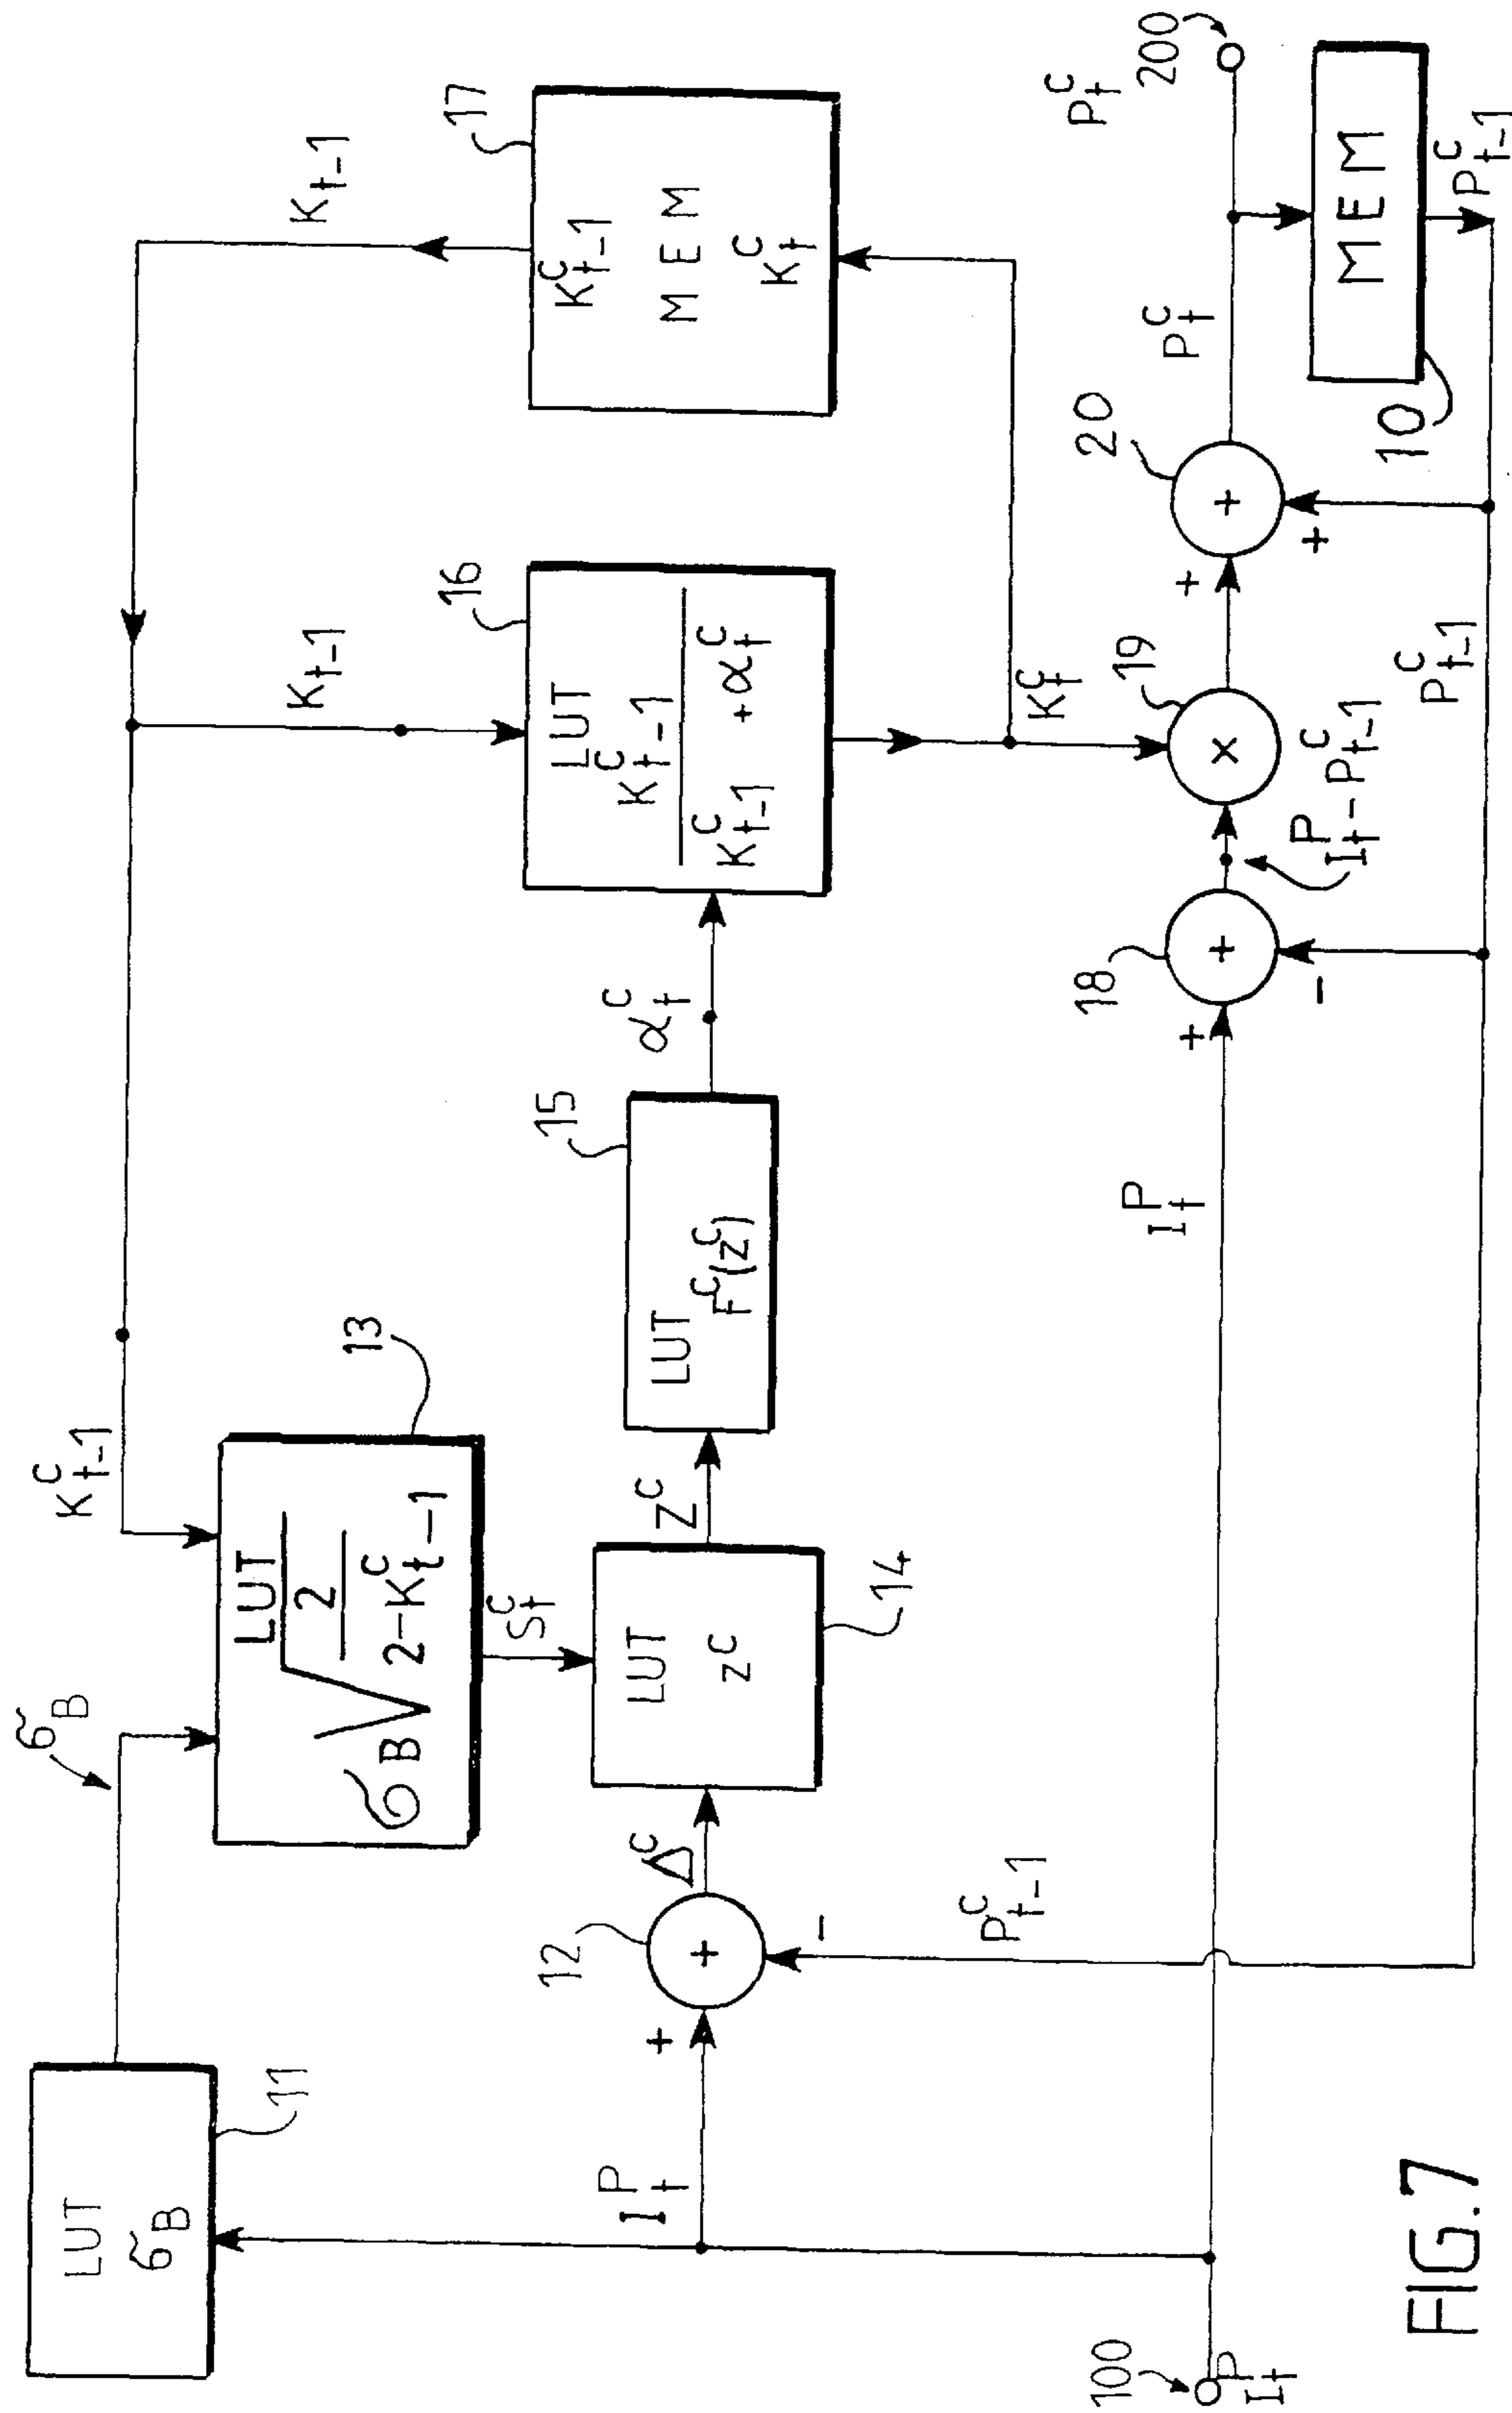 LUT
σ̃B
11
σ̃B
K^C_t-1
LUT
σB √ 2 / 2-K^C_t-1
13
S^C_t
K_t-1
K_t-1
17
K^C_t-1
MEM
K^C_t
16
LUT
K^C_t-1
K^C_t-1 + α^C_t
I^P_t
+
12
+
-
Δ^C
LUT
z^C
14
Z^C
15
LUT
F^C(z^C)
α^C_t
K^C_t
P^C_t-1
100
I^P_t
I^P_t
+
18
+
-
I^P_t-P^C_t-1
19
×
+
20
+
+
P^C_t
P^C_t
200
MEM
10
P^C_t-1
P^C_t-1
FIG.7